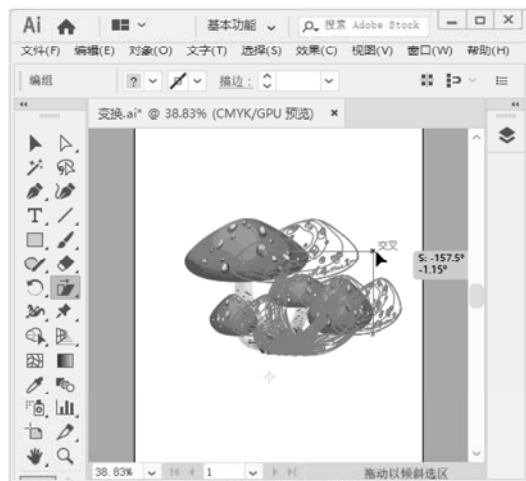 Ai 基本功能 搜索 Adobe Stock
文件(F) 编辑(E) 对象(O) 文字(T) 选择(S) 效果(C) 视图(V) 窗口(W) 帮助(H)
编组 ? 描边:
变换.ai* @ 38.83% (CMYK/GPU 预览) ×
交叉
S: -157.5°
-1.15°
38.83% 1 拖动以倾斜选区